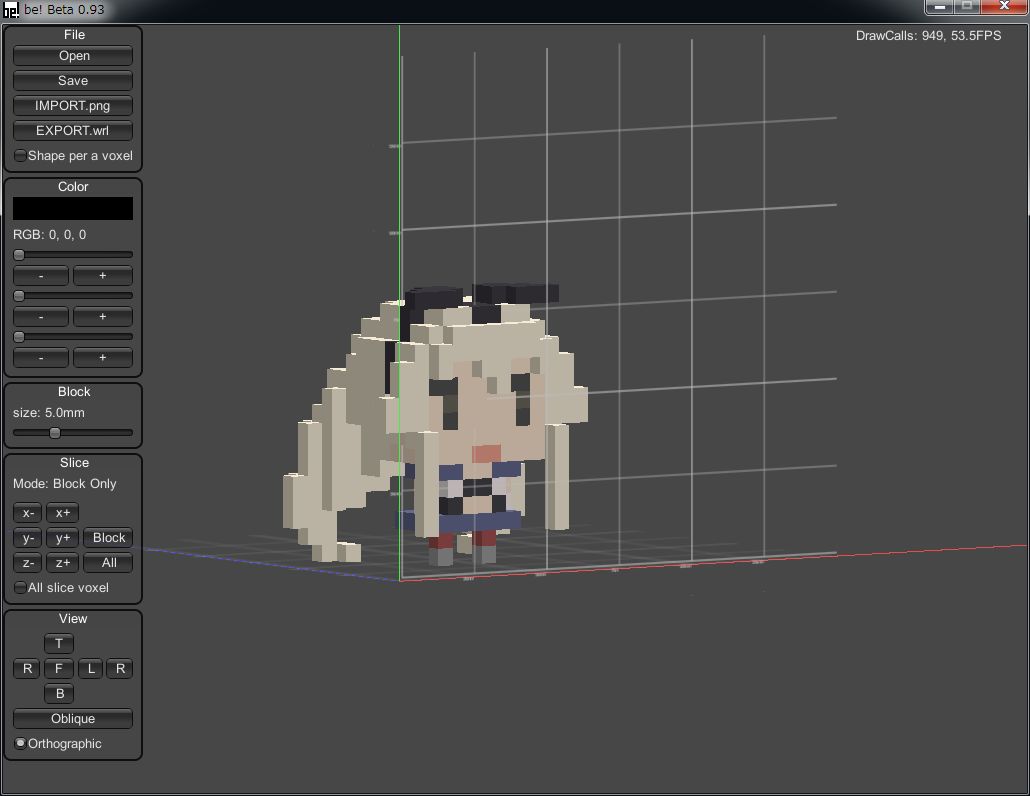 be! be! Beta 0.93
DrawCalls: 949, 53.5FPS
File
Open
Save
IMPORT.png
EXPORT.wrl
Shape per a voxel
Color
RGB: 0, 0, 0
- +
- +
- +
Block
size: 5.0mm
Slice
Mode: Block Only
x- x+
y- y+ Block
z- z+ All
All slice voxel
View
T
R F L R
B
Oblique
Orthographic